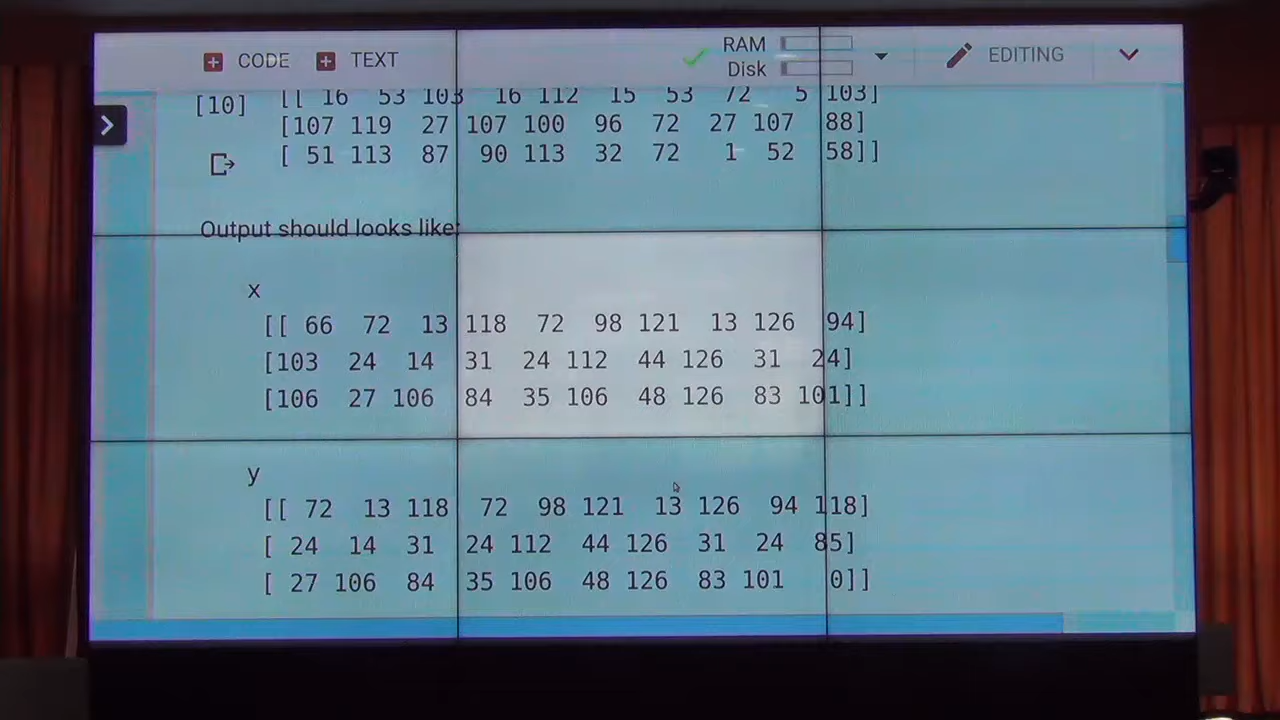 CODE TEXT RAM Disk EDITING
[10] [[ 16 53 103 16 112 15 53 72 5 103]
[107 119 27 107 100 96 72 27 107 88]
[ 51 113 87 90 113 32 72 1 52 58]]
Output should looks like:
x
[[ 66 72 13 118 72 98 121 13 126 94]
[103 24 14 31 24 112 44 126 31 24]
[106 27 106 84 35 106 48 126 83 101]]
y
[[ 72 13 118 72 98 121 13 126 94 118]
[ 24 14 31 24 112 44 126 31 24 85]
[ 27 106 84 35 106 48 126 83 101 0]]